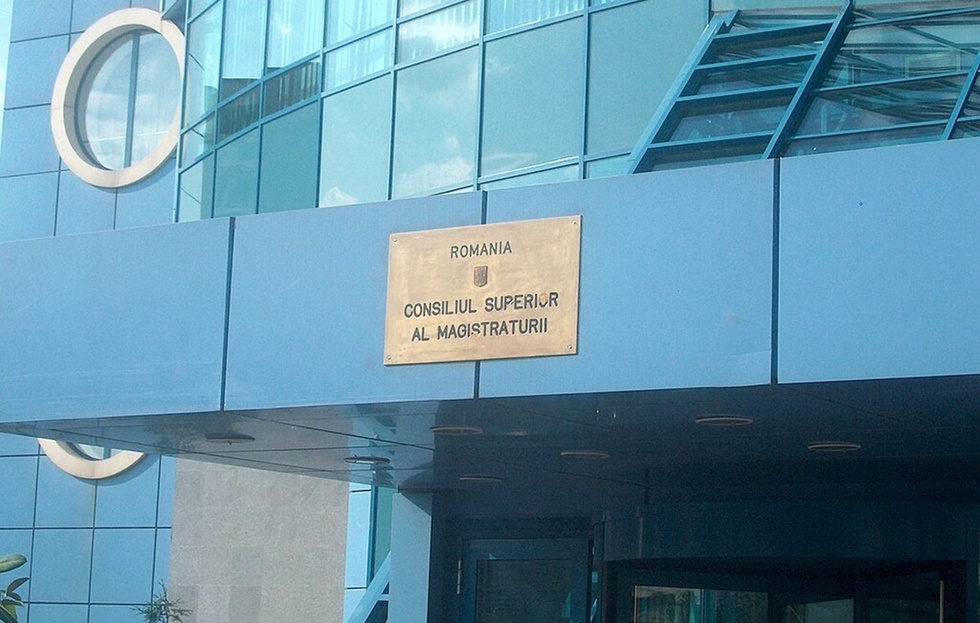 ROMANIA
CONSILIUL SUPERIOR
AL MAGISTRATURII